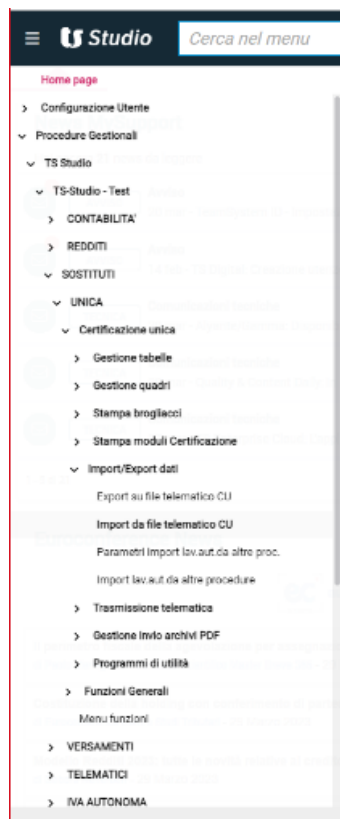 TS Studio
Cerca nel menu
Home page
Configurazione Utente
Procedure Gestionali
TS Studio
TS-Studio - Test
CONTABILITA'
REDDITI
SOSTITUTI
UNICA
Certificazione unica
Gestione tabelle
Gestione quadri
Stampa brogliacci
Stampa moduli Certificazione
Import/Export dati
Export su file telematico CU
Import da file telematico CU
Parametri Import lav.aut.da altre proc.
Import lav.aut.da altre procedure
Trasmissione telematica
Gestione Invio archivi PDF
Programmi di utilità
Funzioni Generali
Menu funzioni
VERSAMENTI
TELEMATICI
IVA AUTONOMA